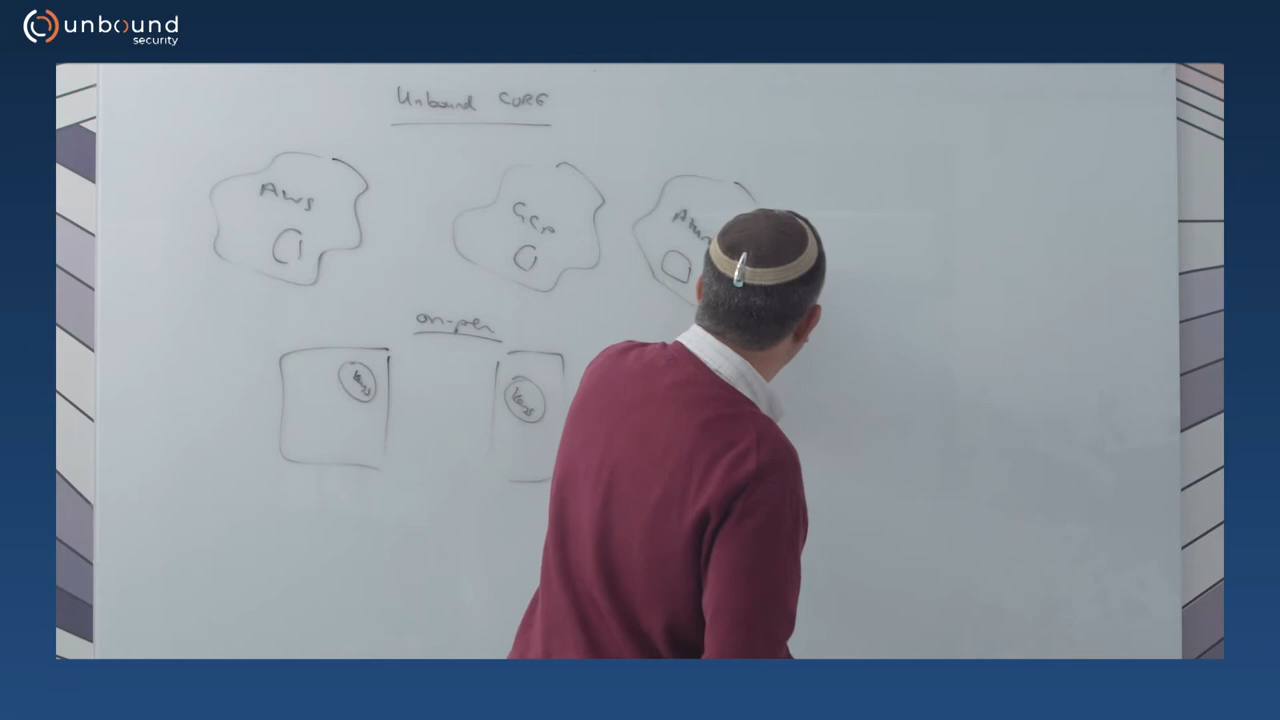 unbound
security
Unbound CORE
AWS
GCP
on-prem
keys
keys